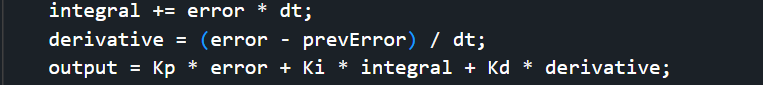 integral += error * dt;
derivative = (error - prevError) / dt;
output = Kp * error + Ki * integral + Kd * derivative;